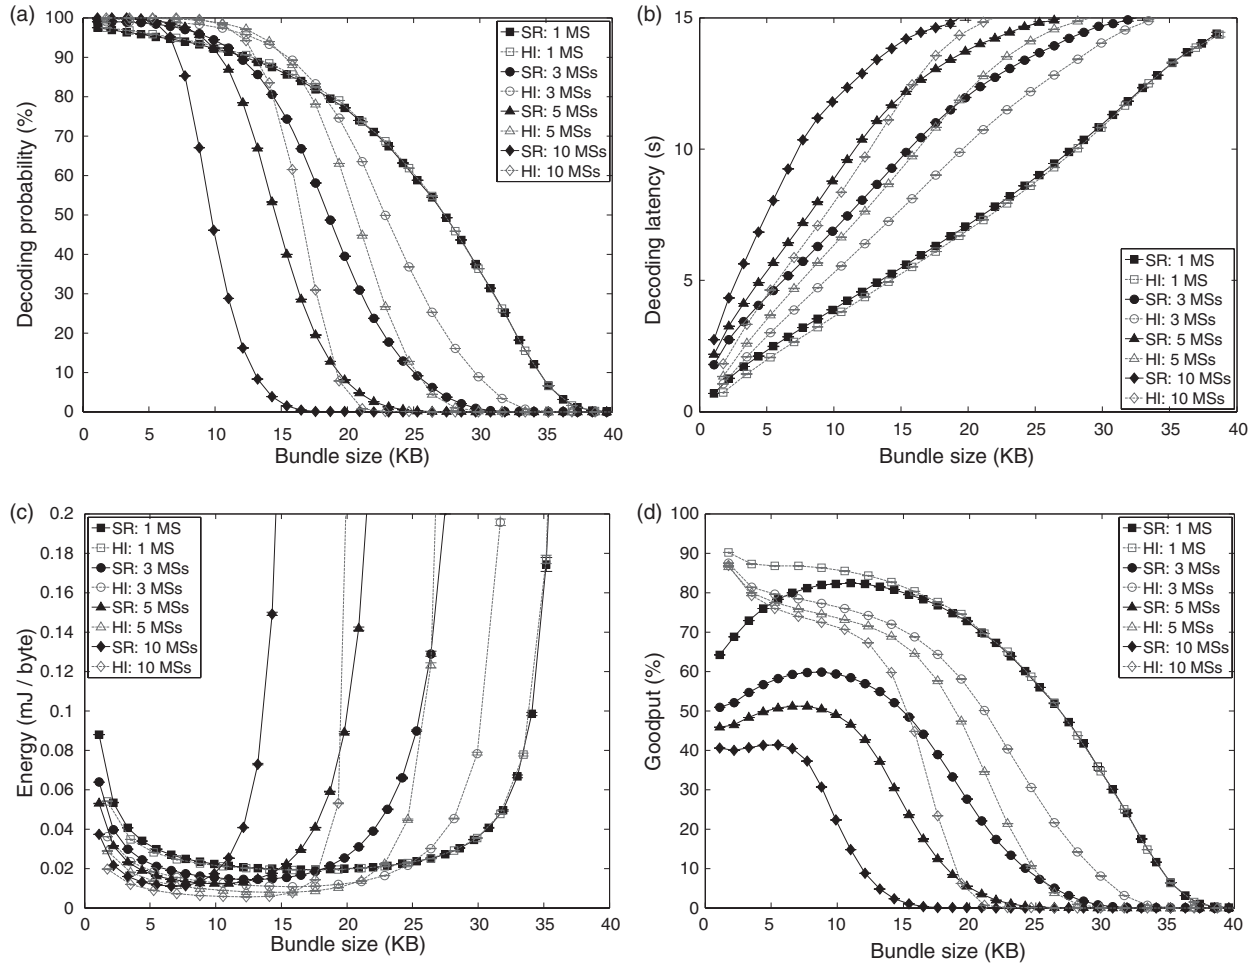 (a)
100
90
80
70
60
50
40
30
20
10
0
Decoding probability (%)
0 5 10 15 20 25 30 35 40
Bundle size (KB)
SR: 1 MS
HI: 1 MS
SR: 3 MSs
HI: 3 MSs
SR: 5 MSs
HI: 5 MSs
SR: 10 MSs
HI: 10 MSs
(b)
15
10
5
0
Decoding latency (s)
0 5 10 15 20 25 30 35 40
Bundle size (KB)
SR: 1 MS
HI: 1 MS
SR: 3 MSs
HI: 3 MSs
SR: 5 MSs
HI: 5 MSs
SR: 10 MSs
HI: 10 MSs
(c)
0.2
0.18
0.16
0.14
0.12
0.1
0.08
0.06
0.04
0.02
0
Energy (mJ / byte)
0 5 10 15 20 25 30 35 40
Bundle size (KB)
SR: 1 MS
HI: 1 MS
SR: 3 MSs
HI: 3 MSs
SR: 5 MSs
HI: 5 MSs
SR: 10 MSs
HI: 10 MSs
(d)
100
90
80
70
60
50
40
30
20
10
0
Goodput (%)
0 5 10 15 20 25 30 35 40
Bundle size (KB)
SR: 1 MS
HI: 1 MS
SR: 3 MSs
HI: 3 MSs
SR: 5 MSs
HI: 5 MSs
SR: 10 MSs
HI: 10 MSs